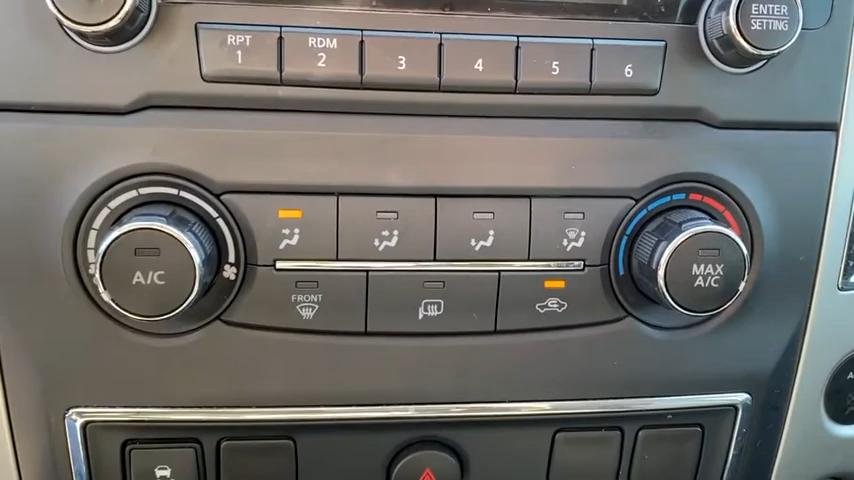 ENTER
SETTING
RPT
1
RDM
2
3
4
5
6
A/C
MAX
A/C
FRONT